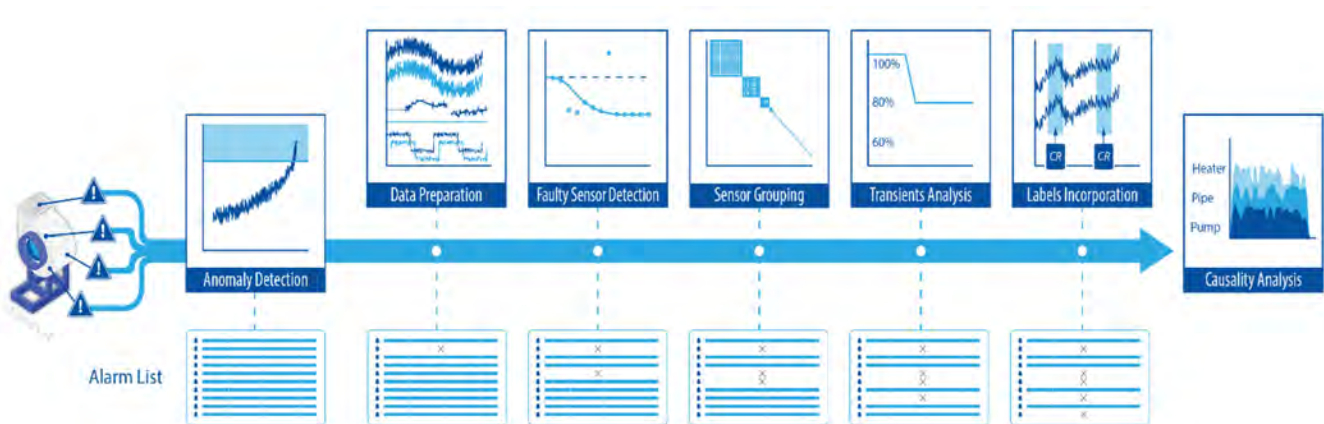 100%
80%
60%
CR
CR
Data Preparation
Faulty Sensor Detection
Sensor Grouping
Transients Analysis
Labels Incorporation
Heater
Pipe
Pump
Anomaly Detection
Causality Analysis
Alarm List